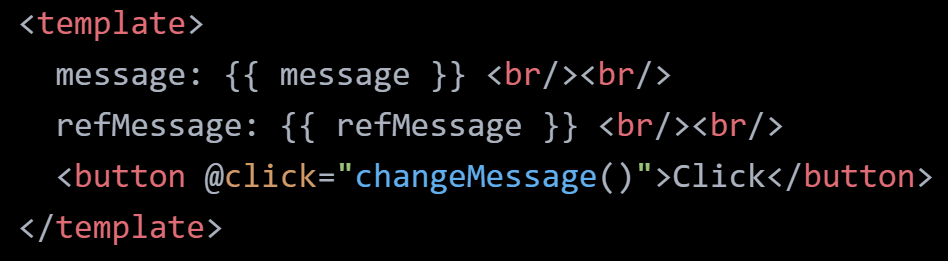 <template>
  message: {{ message }} <br/><br/>
  refMessage: {{ refMessage }} <br/><br/>
  <button @click="changeMessage()">Click</button>
</template>